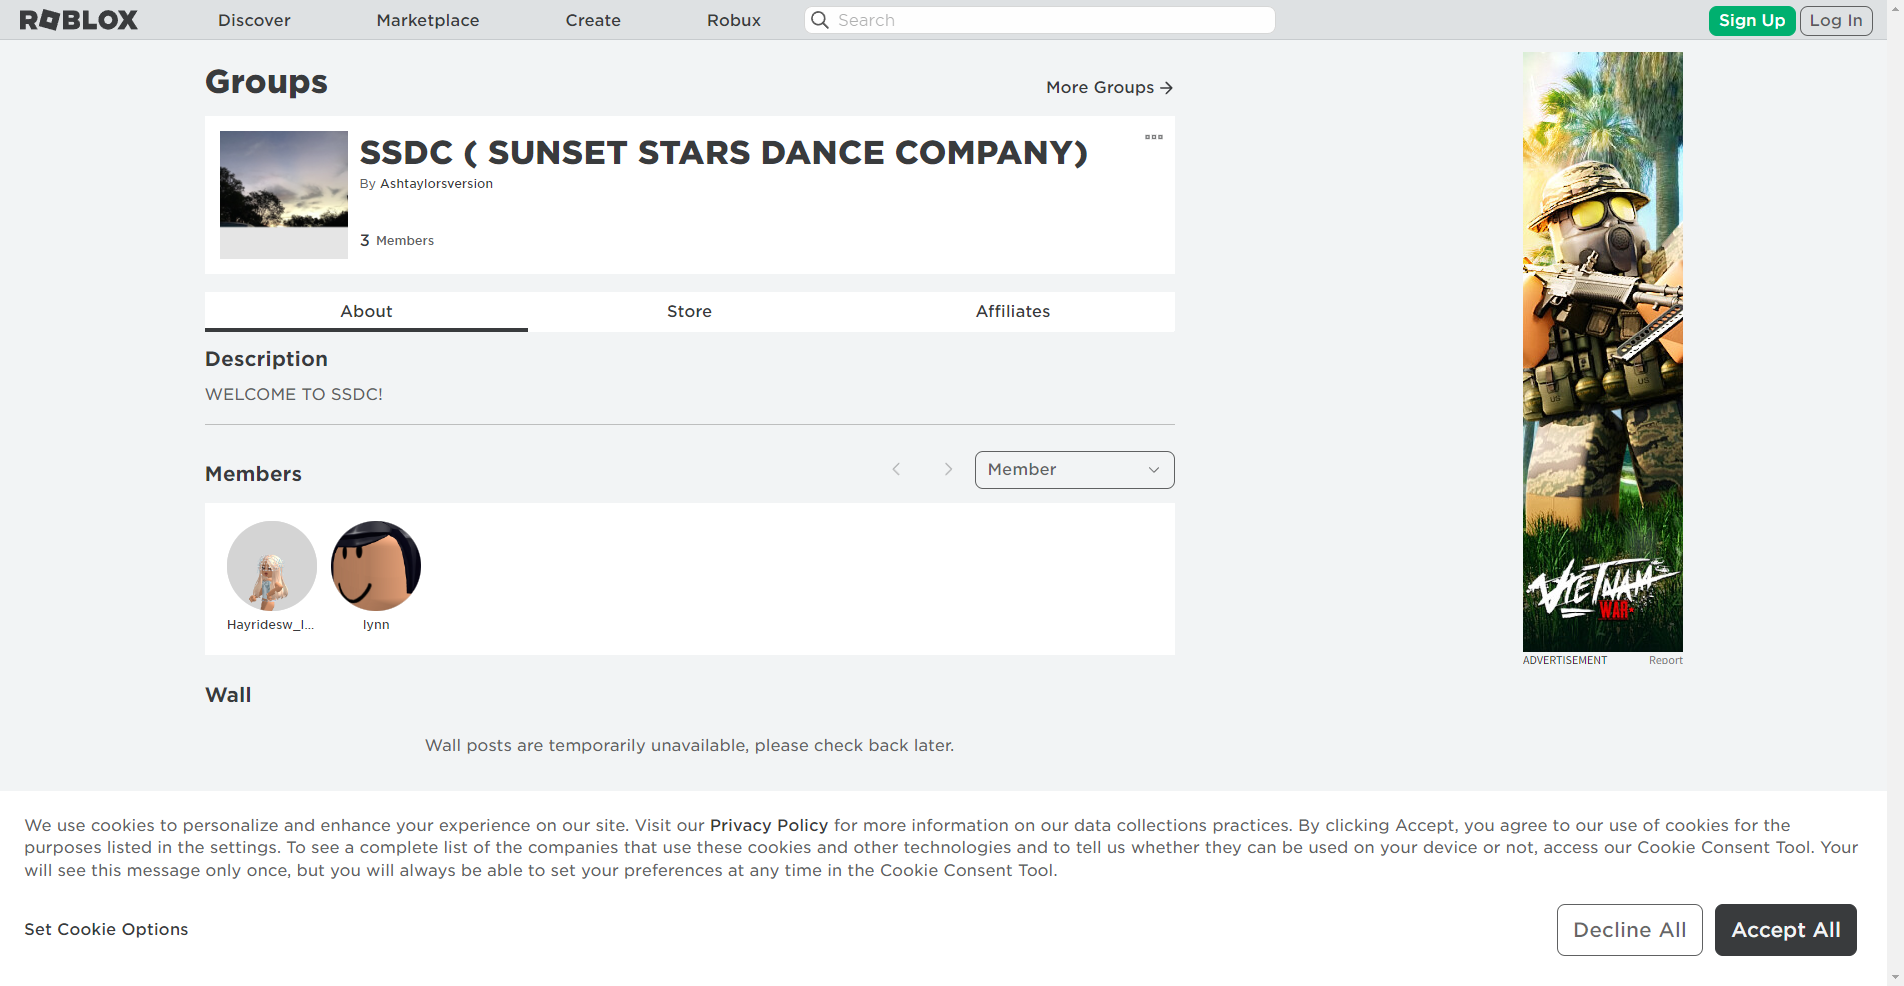 ROBLOX
Discover
Marketplace
Create
Robux
Search
Sign Up
Log In
Groups
More Groups
SSDC ( SUNSET STARS DANCE COMPANY)
By Ashtaylorsversion
3 Members
About
Store
Affiliates
Description
WELCOME TO SSDC!
Members
Member
Hayridesw_l...
lynn
Wall
Wall posts are temporarily unavailable, please check back later.
US
US
VIETNAM
WAR
ADVERTISEMENT
Report
We use cookies to personalize and enhance your experience on our site. Visit our Privacy Policy for more information on our data collections practices. By clicking Accept, you agree to our use of cookies for the
purposes listed in the settings. To see a complete list of the companies that use these cookies and other technologies and to tell us whether they can be used on your device or not, access our Cookie Consent Tool. Your
will see this message only once, but you will always be able to set your preferences at any time in the Cookie Consent Tool.
Set Cookie Options
Decline All
Accept All